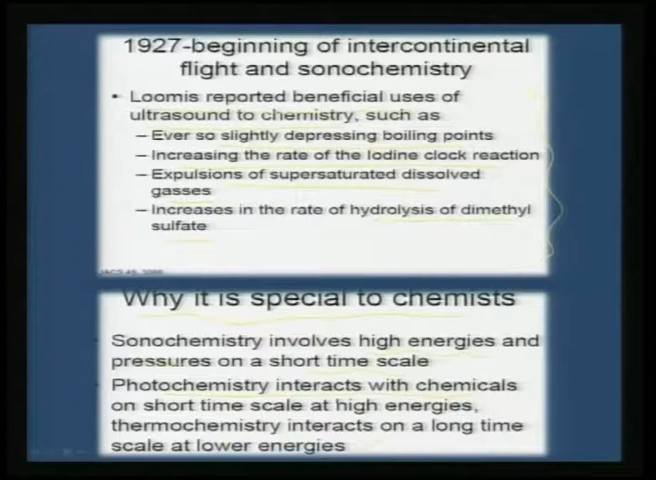 1927-beginning of intercontinental
flight and sonochemistry
• Loomis reported beneficial uses of
ultrasound to chemistry, such as
– Ever so slightly depressing boiling points
– Increasing the rate of the Iodine clock reaction
– Expulsions of supersaturated dissolved
gasses
– Increases in the rate of hydrolysis of dimethyl
sulfate
JACS 49,
Why it is special to chemists
Sonochemistry involves high energies and
pressures on a short time scale
Photochemistry interacts with chemicals
on short time scale at high energies,
thermochemistry interacts on a long time
scale at lower energies